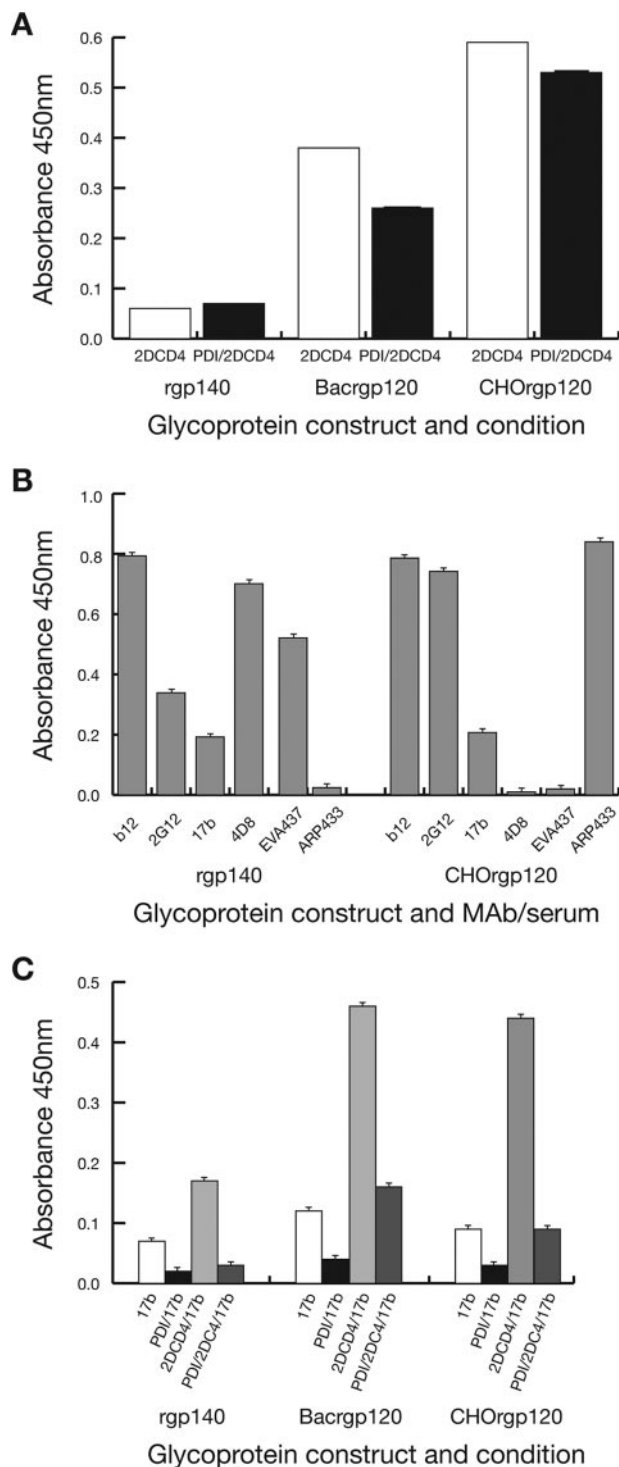 A
Absorbance 450nm
0.6
0.5
0.4
0.3
0.2
0.1
0.0
2DCD4 PDI/2DCD4 2DCD4 PDI/2DCD4 2DCD4 PDI/2DCD4
rgp140 Bacrgp120 CHOrgp120
Glycoprotein construct and condition
B
Absorbance 450nm
1.0
0.8
0.6
0.4
0.2
0.0
b12 2G12 17b 4D8 EVA437 ARP433 b12 2G12 17b 4D8 EVA437 ARP433
rgp140 CHOrgp120
Glycoprotein construct and MAb/serum
C
Absorbance 450nm
0.5
0.4
0.3
0.2
0.1
0.0
17b PDI/17b 2DCD4/17b PDI/2DC4/17b 17b PDI/17b 2DCD4/17b PDI/2DC4/17b 17b PDI/17b 2DCD4/17b PDI/2DC4/17b
rgp140 Bacrgp120 CHOrgp120
Glycoprotein construct and condition